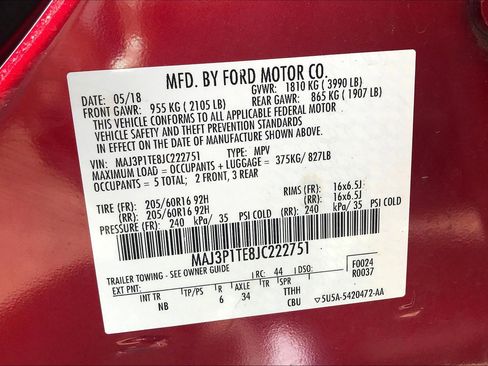 MFD. BY FORD MOTOR CO.
DATE: 05/18 GVWR: 1810 KG ( 3990 LB)
FRONT GAWR: 955 KG ( 2105 LB) REAR GAWR: 865 KG ( 1907 LB)
THIS VEHICLE CONFORMS TO ALL APPLICABLE FEDERAL MOTOR
VEHICLE SAFETY AND THEFT PREVENTION STANDARDS
IN EFFECT ON THE DATE OF MANUFACTURE SHOWN ABOVE.
VIN: MAJ3P1TE8JC222751 TYPE: MPV
MAXIMUM LOAD = OCCUPANTS + LUGGAGE = 375KG/ 827LB
OCCUPANTS = 5 TOTAL; 2 FRONT, 3 REAR
TIRE (FR): 205/60R16 92H RIMS (FR): 16x6.5J
(RR): 205/60R16 92H (RR): 16x6.5J
PRESSURE (FR): 240 kPa/ 35 PSI COLD (RR): 240 kPa/ 35 PSI COLD
MAJ3P1TE8JC222751
TRAILER TOWING - SEE OWNER GUIDE
EXT PNT: RC: 44 DSO: F0024
R0037
INT TR TP/PS R AXLE TR SPR
NB 6 34 TTHH
CBU 5U5A-5420472-AA